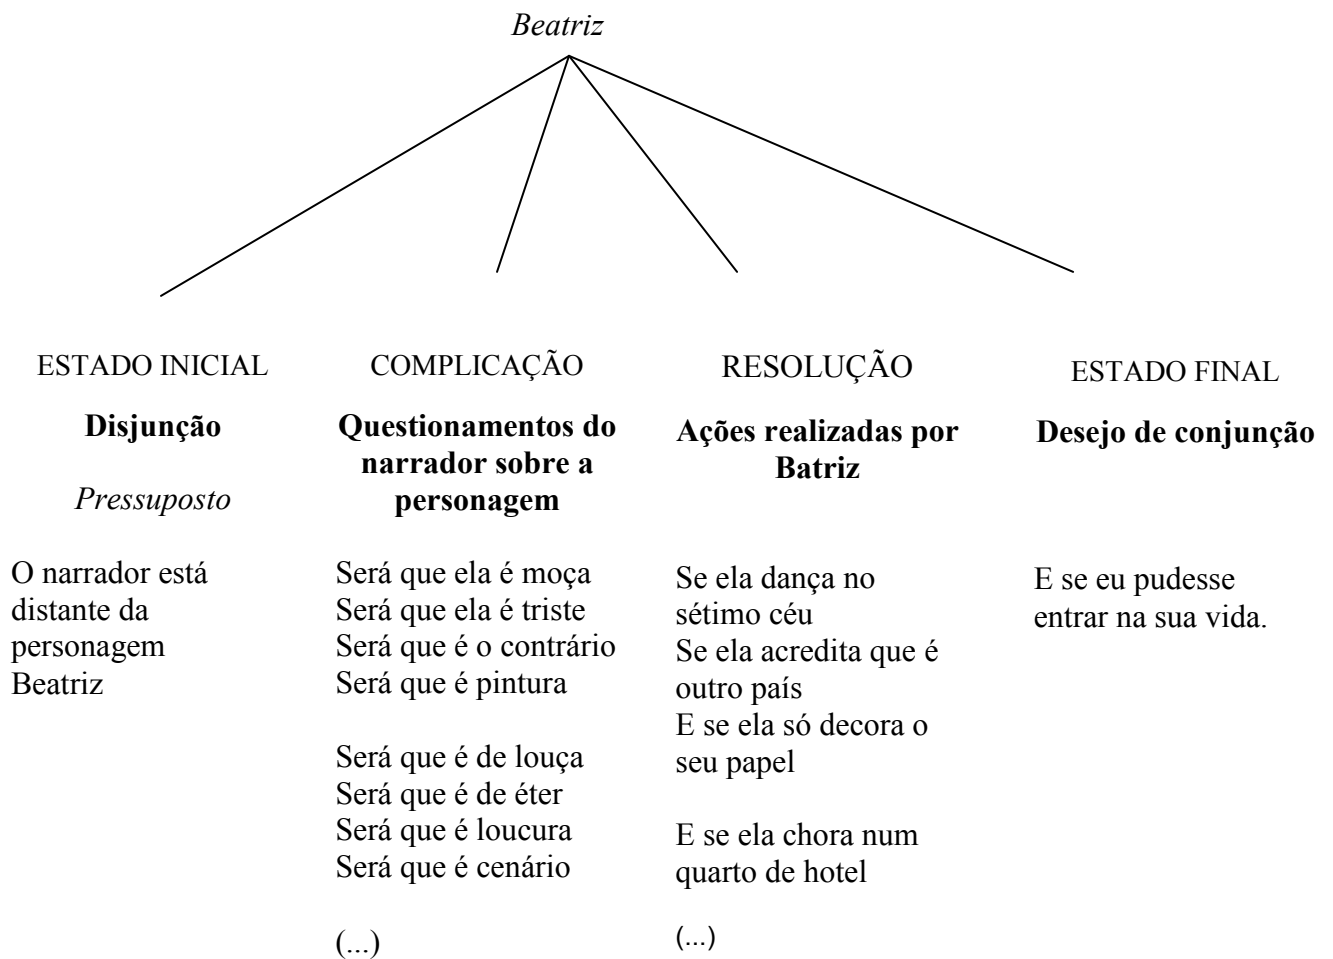 Beatriz
ESTADO INICIAL
Disjunção
Pressuposto
O narrador está
distante da
personagem
Beatriz
COMPLICAÇÃO
Questionamentos do
narrador sobre a
personagem
Será que ela é moça
Será que ela é triste
Será que é o contrário
Será que é pintura
Será que é de louça
Será que é de éter
Será que é loucura
Será que é cenário
(...)
RESOLUÇÃO
Ações realizadas por
Batriz
Se ela dança no
sétimo céu
Se ela acredita que é
outro país
E se ela só decora o
seu papel
E se ela chora num
quarto de hotel
(...)
ESTADO FINAL
Desejo de conjunção
E se eu pudesse
entrar na sua vida.